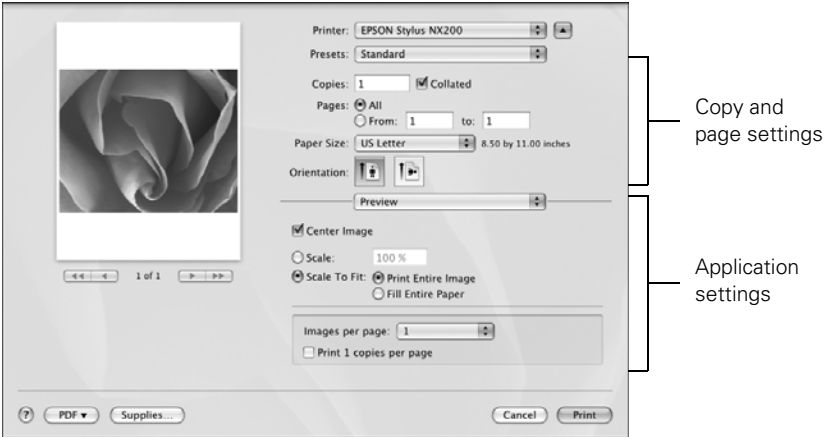 Printer: EPSON Stylus NX200
Presets: Standard
Copies: 1 Collated
Pages: All
From: 1 to: 1
Paper Size: US Letter 8.50 by 11.00 inches
Orientation:
Preview
Center Image
Scale: 100 %
Scale To Fit: Print Entire Image
Fill Entire Paper
Images per page: 1
Print 1 copies per page
1 of 1
? PDF Supplies... Cancel Print
Copy and
page settings
Application
settings